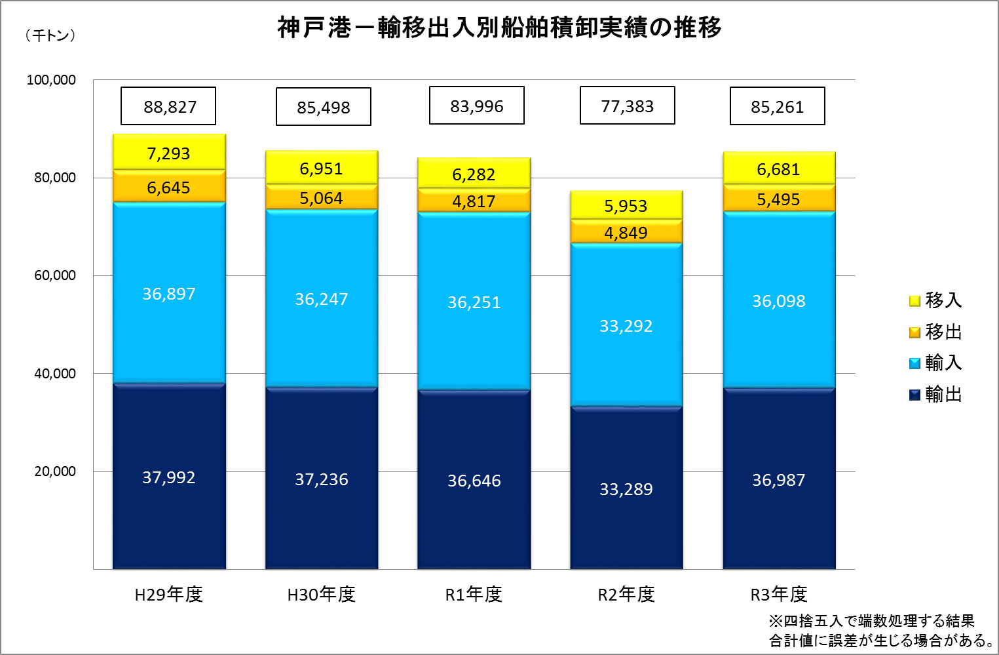 神戸港－輸移出入別船舶積卸実績の推移
（千トン）
100,000
80,000
60,000
40,000
20,000
88,827
85,498
83,996
77,383
85,261
7,293
6,951
6,282
5,953
6,681
6,645
5,064
4,817
4,849
5,495
36,897
36,247
36,251
33,292
36,098
37,992
37,236
36,646
33,289
36,987
H29年度
H30年度
R1年度
R2年度
R3年度
移入
移出
輸入
輸出
※四捨五入で端数処理する結果
合計値に誤差が生じる場合がある。